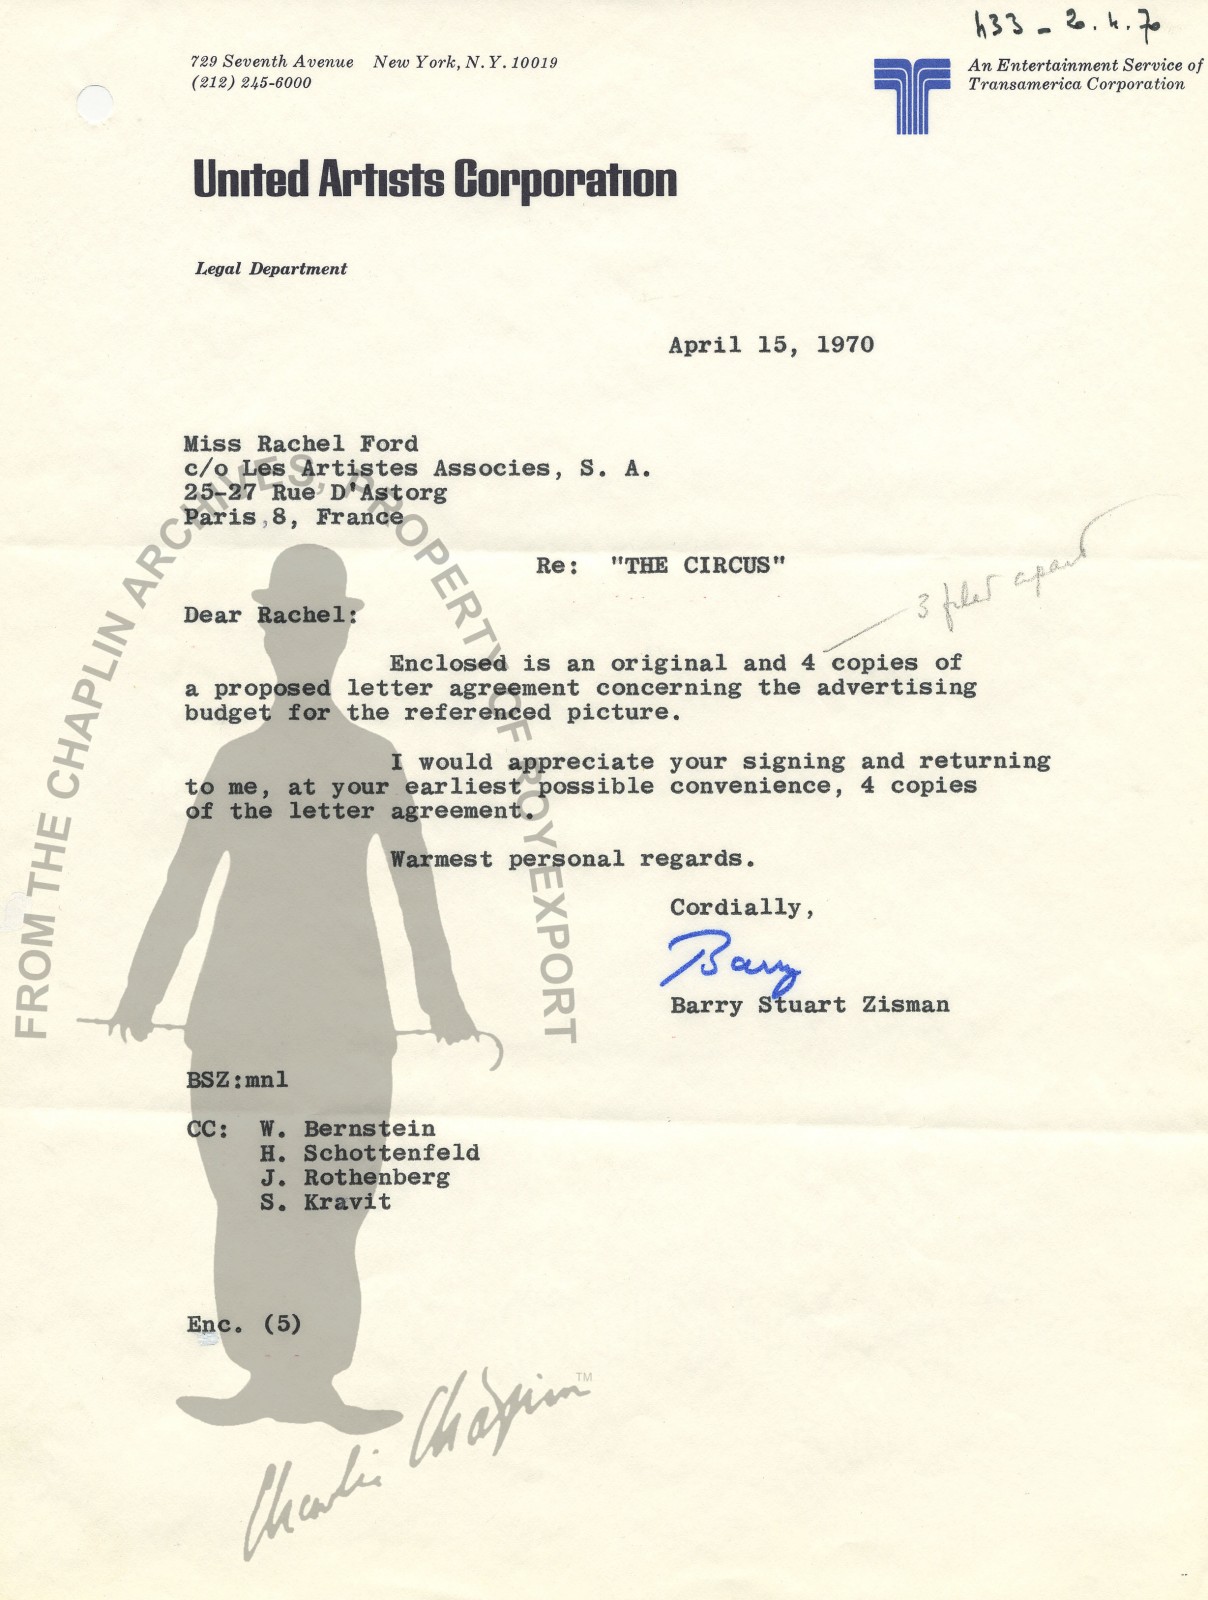 433 - 2.4.70
729 Seventh Avenue New York, N.Y. 10019
(212) 245-6000
An Entertainment Service of
Transamerica Corporation
United Artists Corporation
Legal Department
April 15, 1970
Miss Rachel Ford
c/o Les Artistes Associes, S. A.
25-27 Rue D'Astorg
Paris,8, France
Re: "THE CIRCUS"
3 filed apart
Dear Rachel:
Enclosed is an original and 4 copies of
a proposed letter agreement concerning the advertising
budget for the referenced picture.
I would appreciate your signing and returning
to me, at your earliest possible convenience, 4 copies
of the letter agreement.
Warmest personal regards.
Cordially,
Barry
Barry Stuart Zisman
BSZ:mnl
CC: W. Bernstein
H. Schottenfeld
J. Rothenberg
S. Kravit
Enc. (5)
FROM THE CHAPLIN ARCHIVES, PROPERTY OF ROY EXPORT
Charlie Chaplin TM